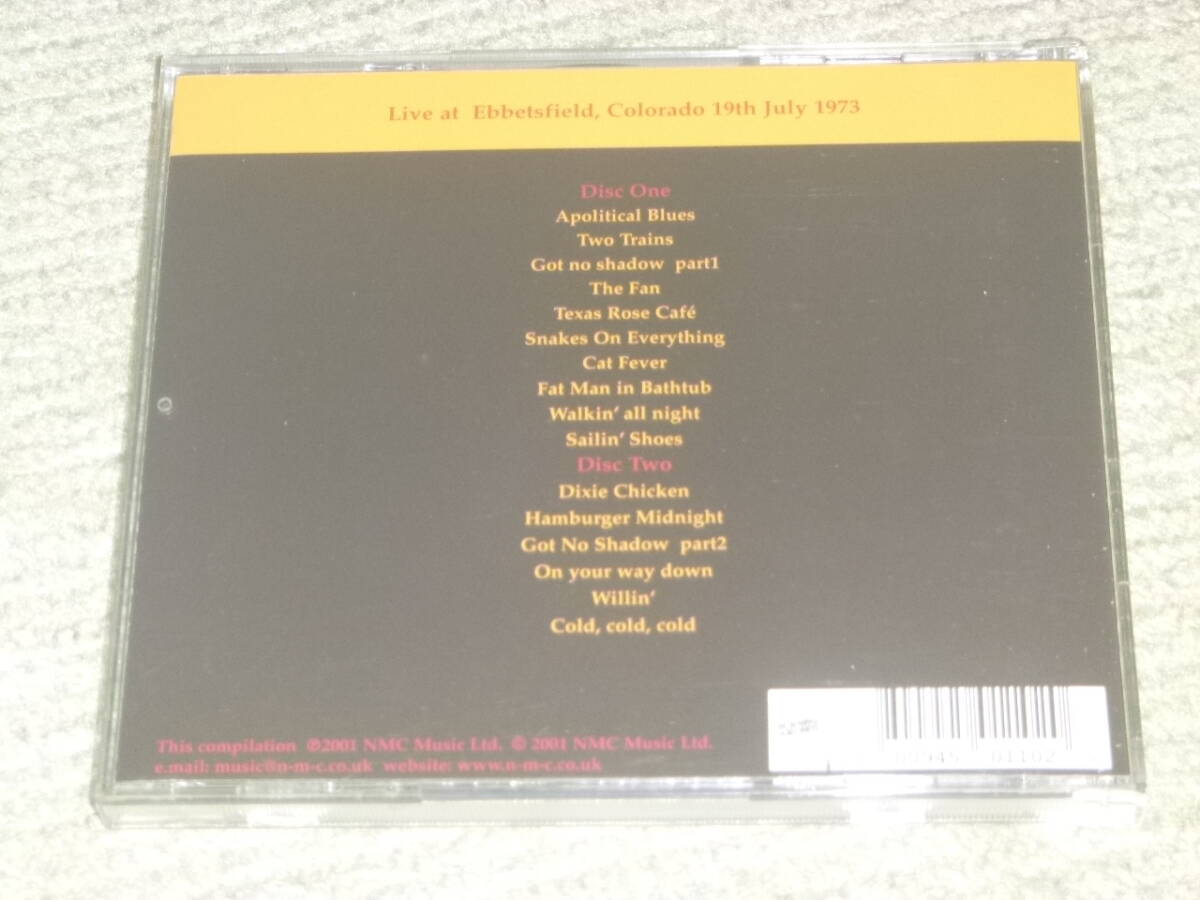 Live at Ebbetsfield, Colorado 19th July 1973
Disc One
Apolitical Blues
Two Trains
Got no shadow part1
The Fan
Texas Rose Café
Snakes On Everything
Cat Fever
Fat Man in Bathtub
Walkin' all night
Sailin' Shoes
Disc Two
Dixie Chicken
Hamburger Midnight
Got No Shadow part2
On your way down
Willin'
Cold, cold, cold
This compilation ℗2001 NMC Music Ltd. © 2001 NMC Music Ltd.
e.mail: music@n-m-c.co.uk website: www.n-m-c.co.uk
01102